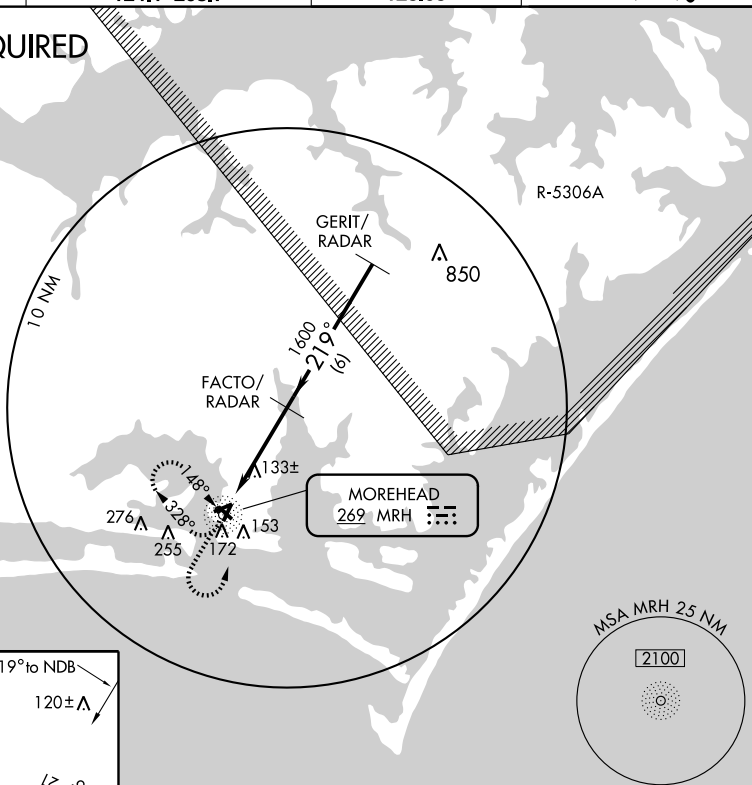 QUIRED
R-5306A
GERIT/
RADAR
850
10 NM
1600
219°
(6)
FACTO/
RADAR
133±
148°
328°
MOREHEAD
269 MRH
276
255
172
153
MSA MRH 25 NM
2100
19° to NDB
120±